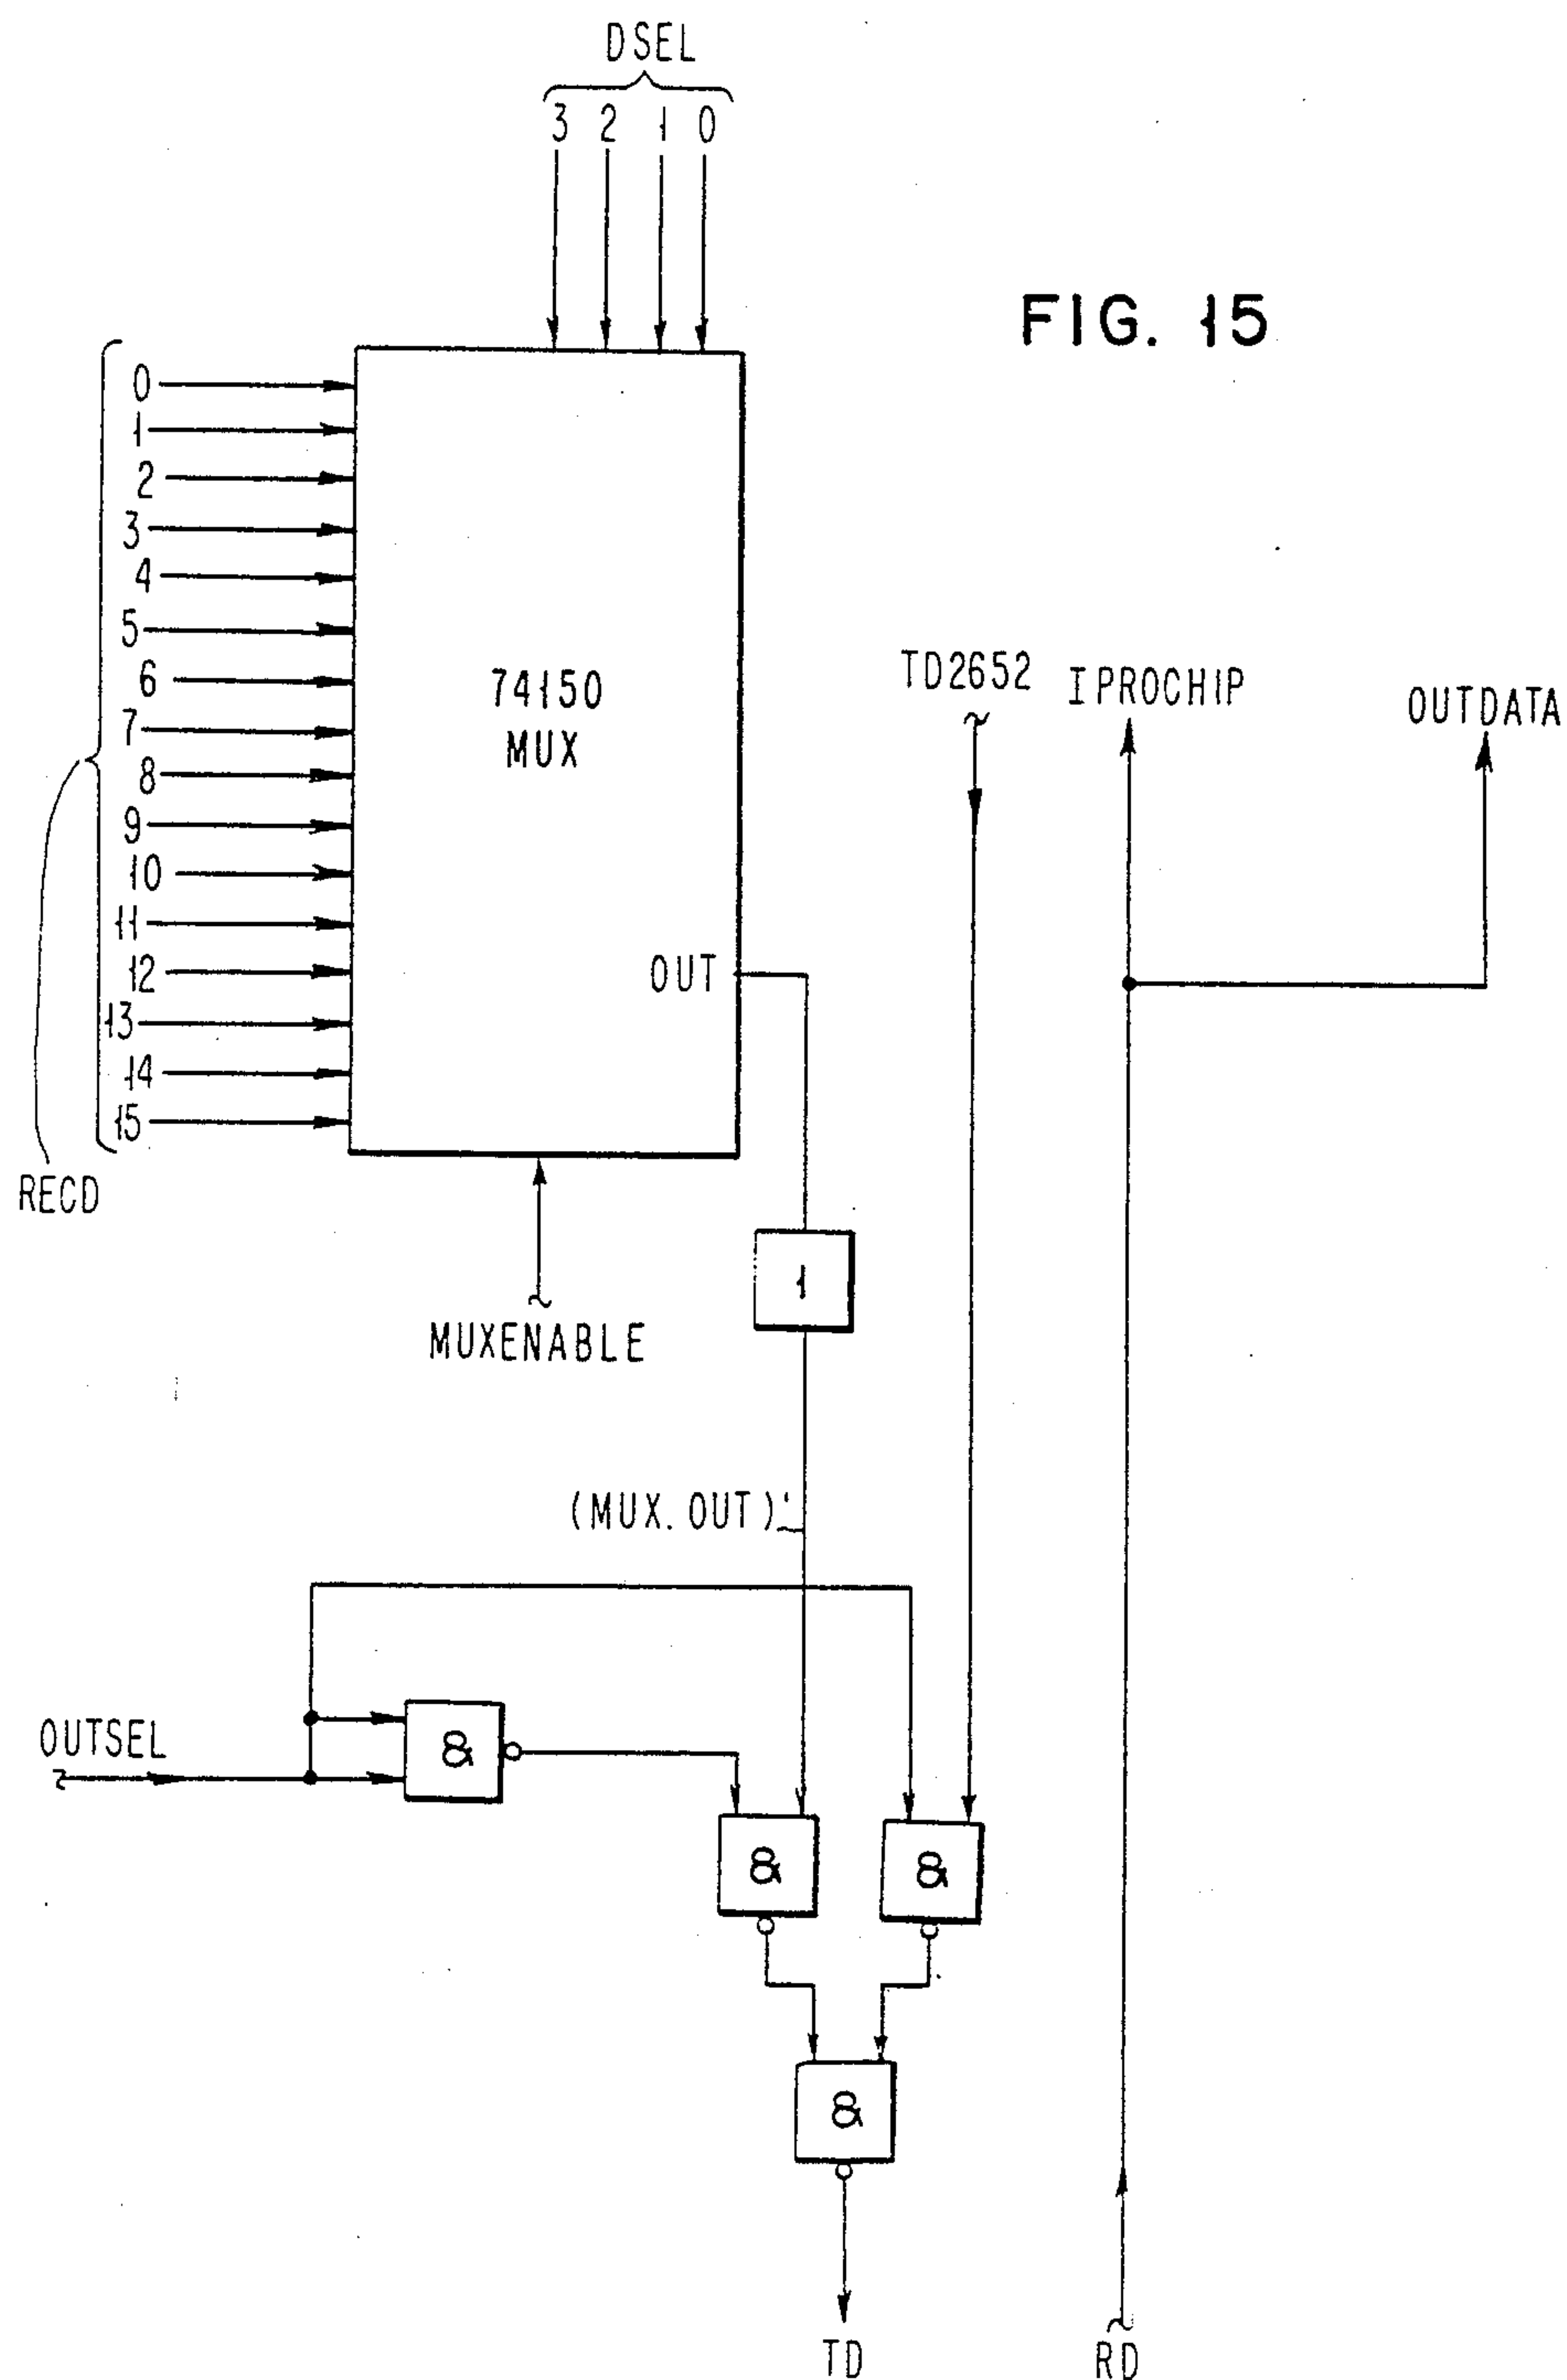 DSEL
3 2 1 0
FIG. 15
0
1
2
3
4
5
6
7
8
9
10
11
12
13
14
15
RECD
74150
MUX
OUT
MUXENABLE
TD2652
IPROCHIP
OUTDATA
1
(MUX. OUT)'
OUTSEL
&
&
&
&
TD
RD